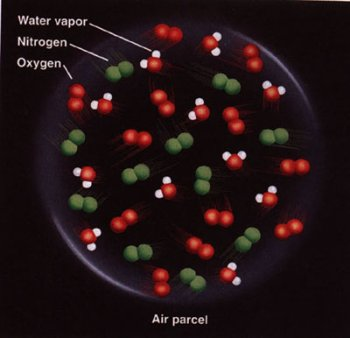 Water vapor
Nitrogen
Oxygen
Air parcel